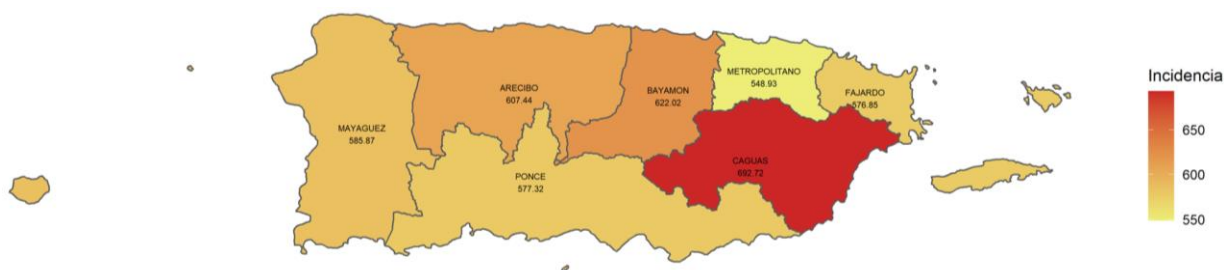 METROPOLITANO
548.93
Incidencia
ARECIBO
607.44
BAYAMON
622.02
FAJARDO
576.85
MAYAGUEZ
585.87
650
600
550
CAGUAS
692.72
PONCE
577.32